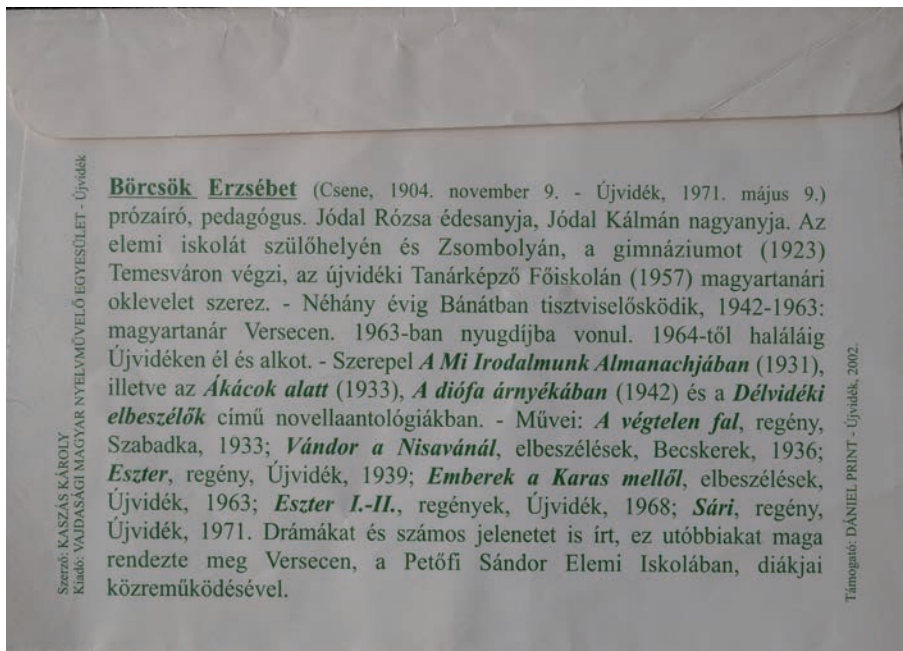 Börcsök Erzsébet (Csene, 1904. november 9. - Újvidék, 1971. május 9.)
prózaíró, pedagógus. Jódal Rózsa édesanyja, Jódal Kálmán nagyanyja. Az
elemi iskolát szülőhelyén és Zsombolyán, a gimnáziumot (1923)
Temesváron végzi, az újvidéki Tanárképző Főiskolán (1957) magyartanári
oklevelet szerez. - Néhány évig Bánátban tisztviselősködik, 1942-1963:
magyartanár Versecen. 1963-ban nyugdíjba vonul. 1964-től haláláig
Újvidéken él és alkot. - Szerepel A Mi Irodalmunk Almanachjában (1931),
illetve az Ákácok alatt (1933), A diófa árnyékában (1942) és a Délvidéki
elbeszélők című novellaantológiákban. - Művei: A végtelen fal, regény,
Szabadka, 1933; Vándor a Nisavánál, elbeszélések, Becskerek, 1936;
Eszter, regény, Újvidék, 1939; Emberek a Karas mellől, elbeszélések,
Újvidék, 1963; Eszter I.-II., regények, Újvidék, 1968; Sári, regény,
Újvidék, 1971. Drámákat és számos jelenetet is írt, ez utóbbiakat maga
rendezte meg Versecen, a Petőfi Sándor Elemi Iskolában, diákjai
közreműködésével.
Szerző: KASZÁS KÁROLY
Kiadó: VAJDASÁGI MAGYAR NYELVMŰVELŐ EGYESÜLET - Újvidék
Támogató: DÁNIEL PRINT - Újvidék, 2002.